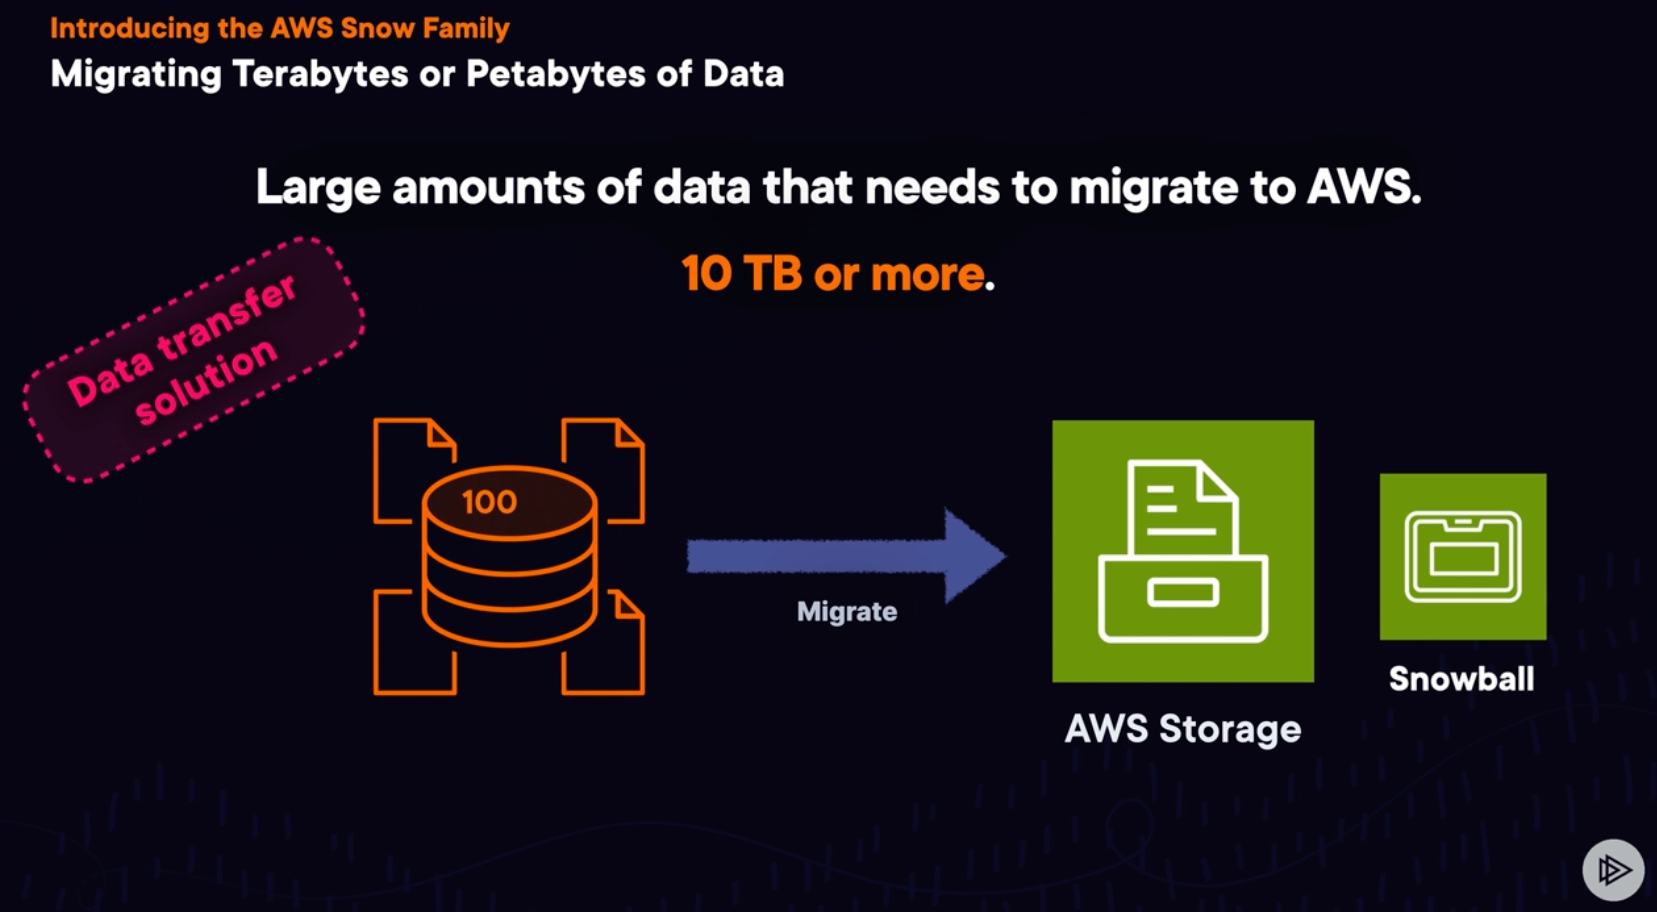 Introducing the AWS Snow Family
Migrating Terabytes or Petabytes of Data
Large amounts of data that needs to migrate to AWS.
10 TB or more.
Data transfer
solution
100
Migrate
AWS Storage
Snowball